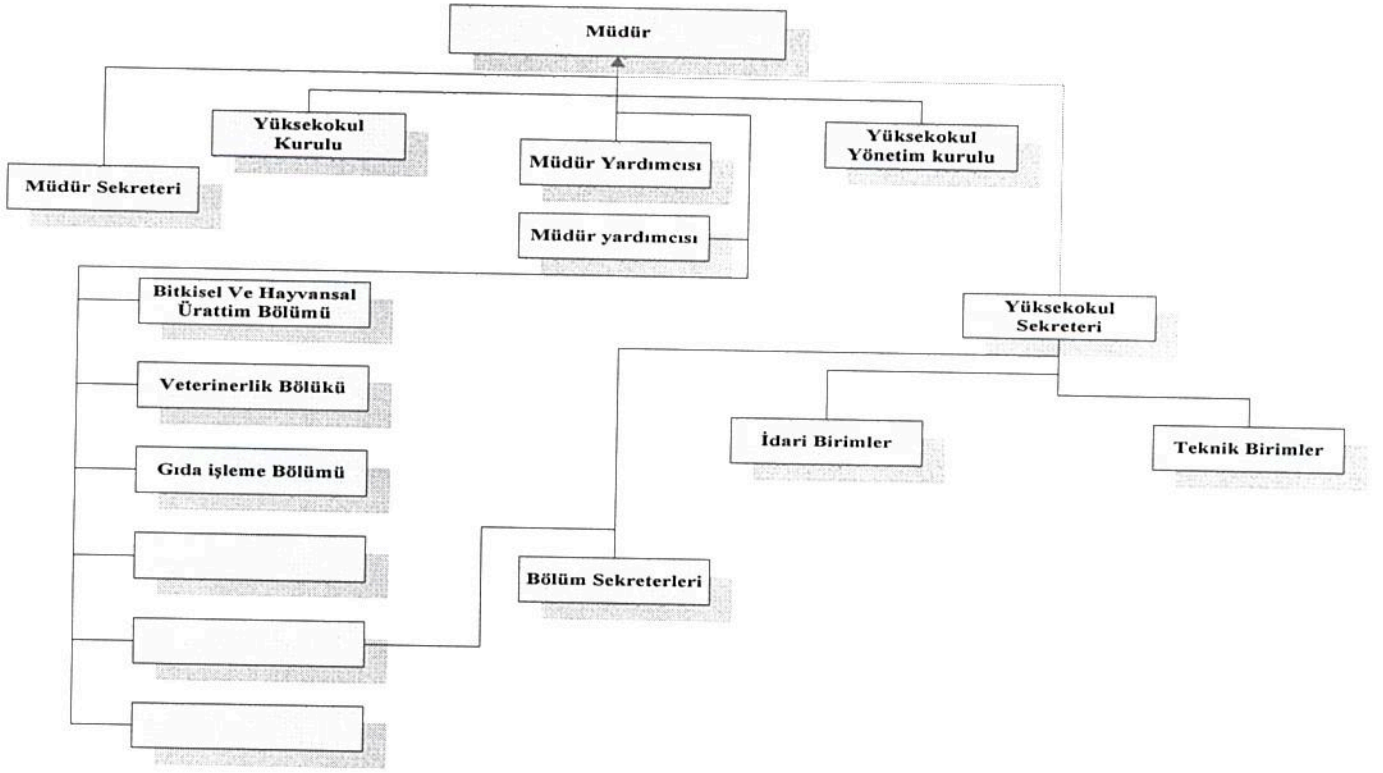 Müdür
Yüksekokul
Kurulu
Yüksekokul
Yönetim kurulu
Müdür Yardımcısı
Müdür Sekreteri
Müdür yardımcısı
Bitkisel Ve Hayvansal
Ürattim Bölümü
Yüksekokul
Sekreteri
Veterinerlik Bölükü
İdari Birimler
Teknik Birimler
Gıda işleme Bölümü
Bölüm Sekreterleri